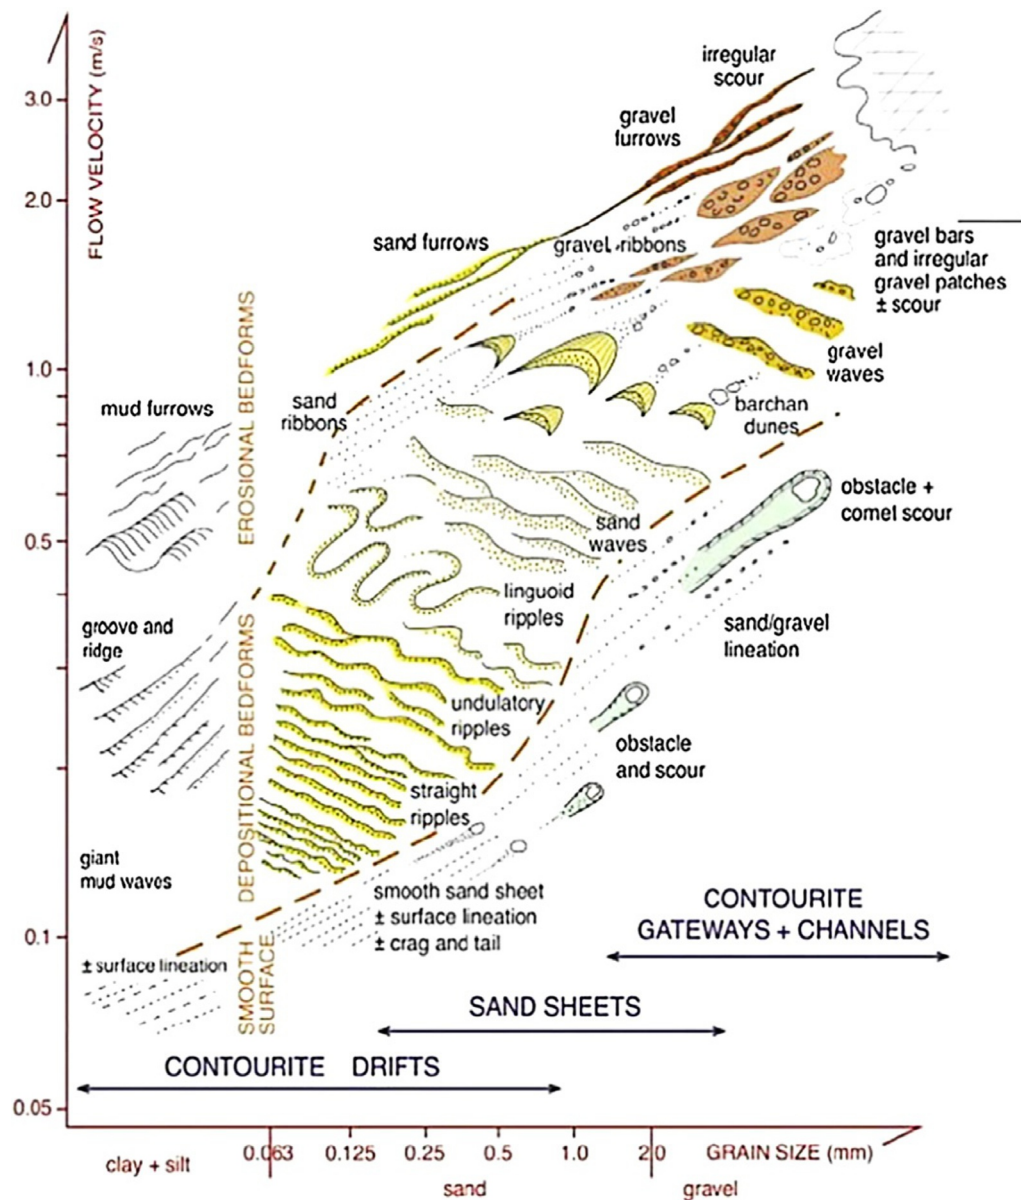 FLOW VELOCITY (m/s)
3.0
2.0
1.0
0.5
0.1
0.05
irregular
scour
gravel
furrows
sand furrows
gravel ribbons
gravel bars
and irregular
gravel patches
± scour
gravel
waves
barchan
dunes
sand
ribbons
mud furrows
EROSIONAL BEDFORMS
obstacle +
comet scour
sand
waves
linguoid
ripples
sand/gravel
lineation
groove and
ridge
DEPOSITIONAL BEDFORMS
undulatory
ripples
obstacle
and scour
straight
ripples
giant
mud waves
smooth sand sheet
± surface lineation
± crag and tail
CONTOURITE
GATEWAYS + CHANNELS
± surface lineation
SMOOTH
SURFACE
SAND SHEETS
CONTOURITE DRIFTS
0.063
0.125
0.25
0.5
1.0
2.0
GRAIN SIZE (mm)
clay + silt
sand
gravel